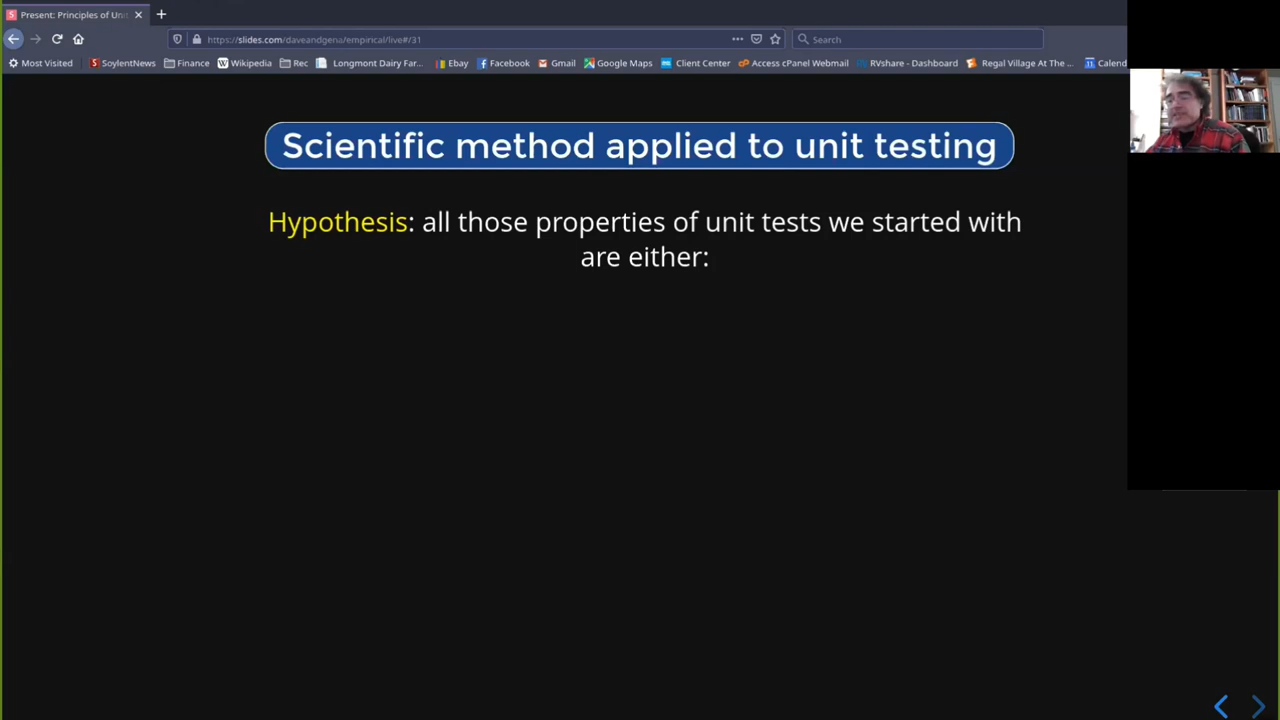 Present: Principles of Uni
https://slides.com/daveandgena/empirical/live#/31
Search
Most Visited
SoylentNews
Finance
Wikipedia
Rec
Longmont Dairy Far...
Ebay
Facebook
Gmail
Google Maps
Client Center
Access cPanel Webmail
RVshare - Dashboard
Regal Village At The ...
Calend
Scientific method applied to unit testing
Hypothesis: all those properties of unit tests we started with
are either: